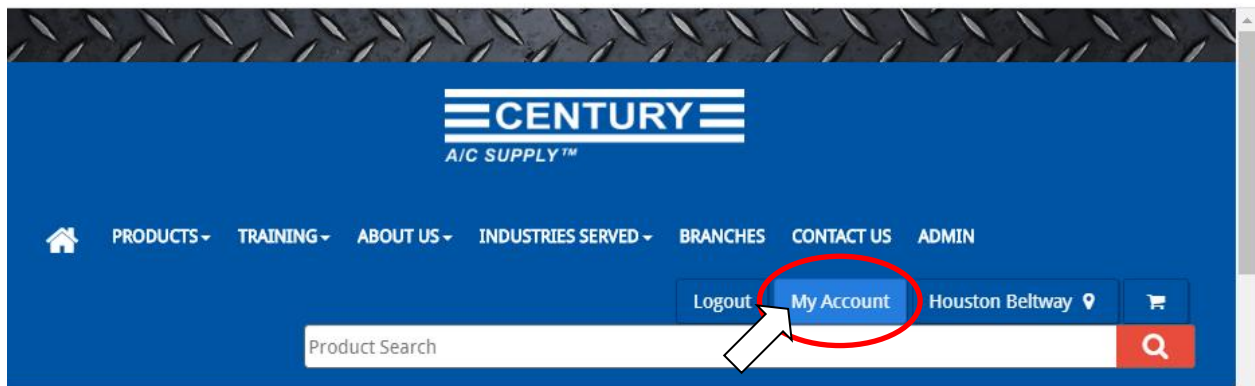 CENTURY
A/C SUPPLY™
PRODUCTS TRAINING ABOUT US INDUSTRIES SERVED BRANCHES CONTACT US ADMIN
Logout My Account Houston Beltway
Product Search